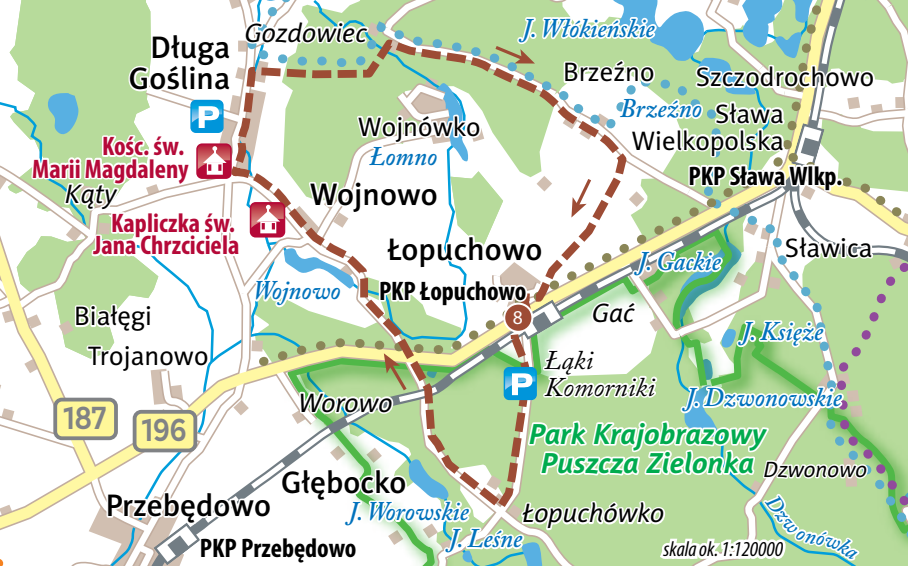 Gozdowiec
J. Włókieńskie
Długa
Goślina
Brzeźno
Szczodrochowo
P
Brzeźno
Sława
Wielkopolska
Wojnówko
Łomno
Kośc. św.
Marii Magdaleny
Kąty
PKP Sława Wlkp.
Wojnowo
Kapliczka św.
Jana Chrzciciela
Łopuchowo
Sławica
J. Gackie
Wojnowo
PKP Łopuchowo
8
Gać
Białęgi
J. Księże
Trojanowo
Łąki
Komorniki
P
J. Dzwonowskie
Worowo
187
196
Park Krajobrazowy
Puszcza Zielonka
Dzwonowo
Głębocko
Przebędowo
J. Worowskie
Łopuchówko
Dzwonówka
J. Leśne
PKP Przebędowo
skala ok. 1:120000